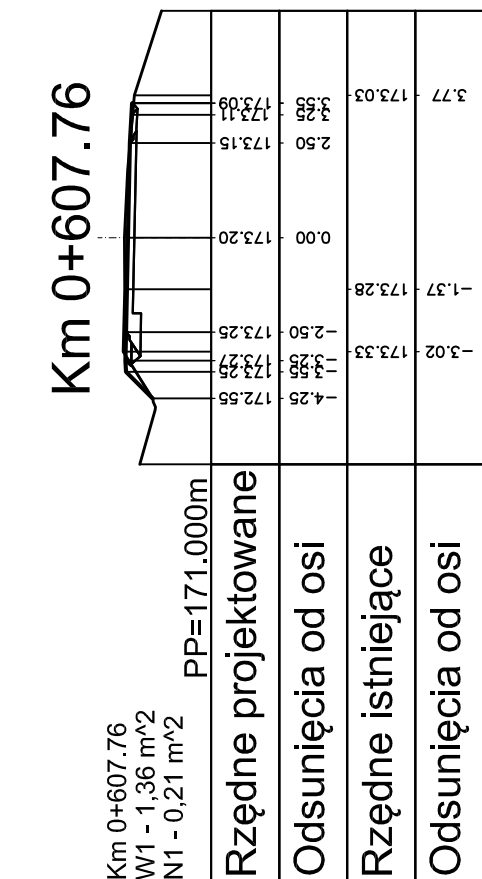 Km 0+607.76
Km 0+607.76
W1 - 1,36 m^2
N1 - 0,21 m^2
PP=171.000m
Rzędne projektowane
172.55 173.25 173.27 173.25 173.20 173.15 173.11 173.09
Odsunięcia od osi
-4.25 -3.55 -3.25 -2.50 0.00 2.50 3.25 3.55
Rzędne istniejące
173.33 173.28 173.03
Odsunięcia od osi
-3.02 -1.37 3.77